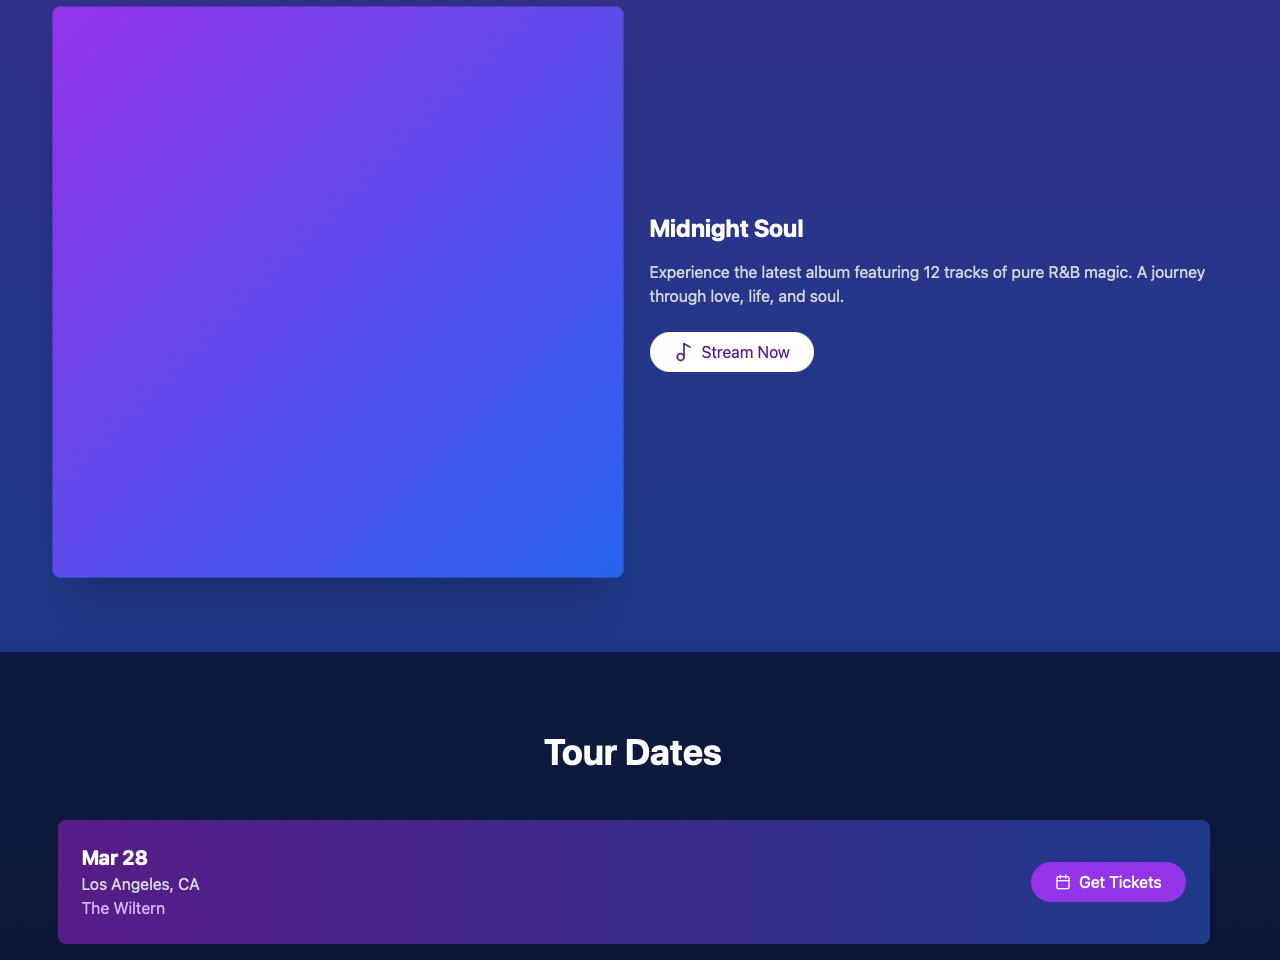 Midnight Soul
Experience the latest album featuring 12 tracks of pure R&B magic. A journey
through love, life, and soul.
Stream Now
Tour Dates
Mar 28
Los Angeles, CA
The Wiltern
Get Tickets